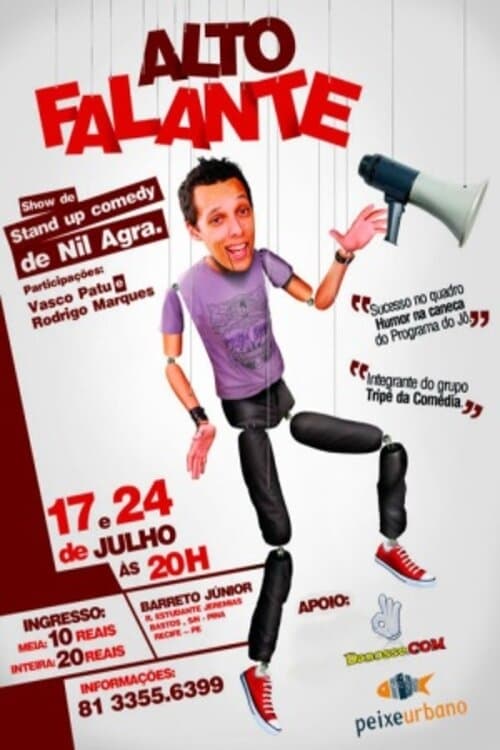 ALTO
FALANTE
Show de
Stand up comedy
de Nil Agra.
Participações:
Vasco Patu e
Rodrigo Marques
"Sucesso no quadro
Humor na caneca
do Programa do Jô."
"Integrante do grupo
Tripé da Comédia."
17 e 24
de JULHO
ÀS 20H
INGRESSO:
MEIA: 10 REAIS
INTEIRA: 20 REAIS
BARRETO JÚNIOR
R. ESTUDANTE JEREMIAS
BASTOS , S/N - PINA
RECIFE – PE
INFORMAÇÕES:
81 3355.6399
APOIO:
.COM
peixeurbano